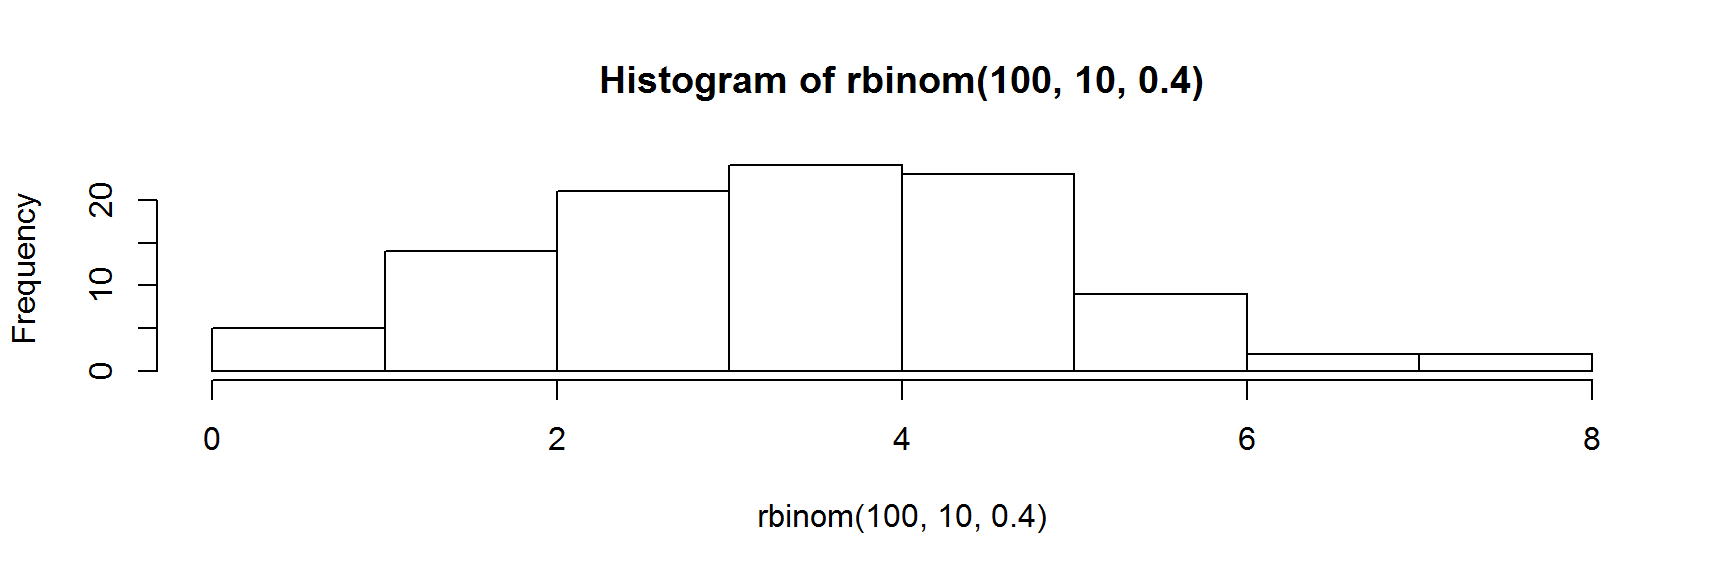 Histogram of rbinom(100, 10, 0.4)
Frequency
20
10
0
0 2 4 6 8
rbinom(100, 10, 0.4)